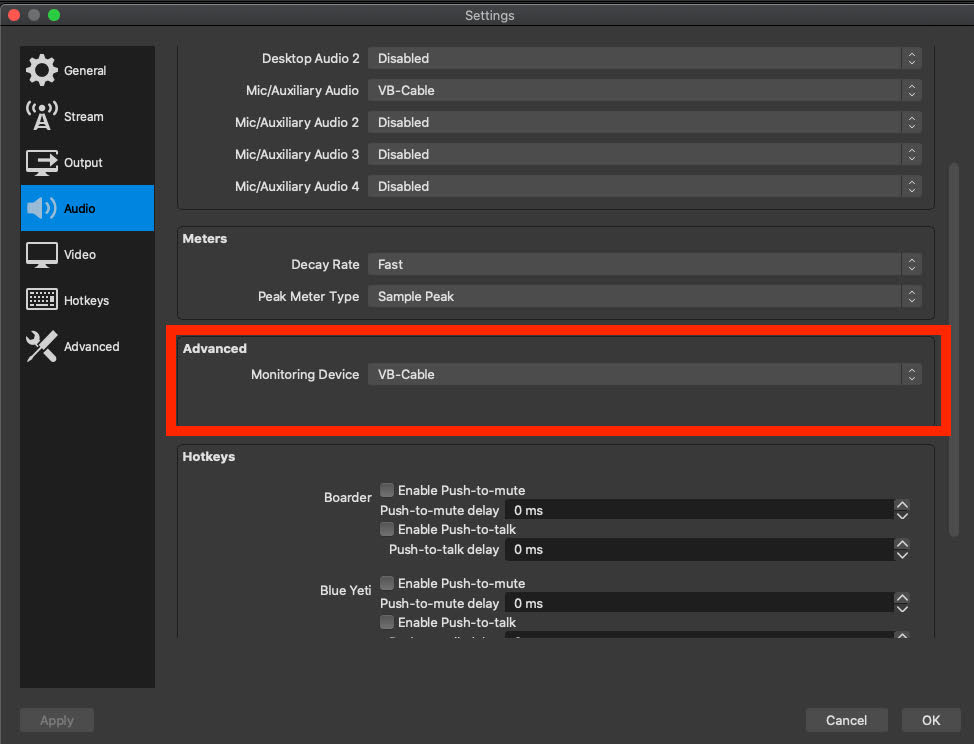 Settings
General
Stream
Output
Audio
Video
Hotkeys
Advanced
Desktop Audio 2 Disabled
Mic/Auxiliary Audio VB-Cable
Mic/Auxiliary Audio 2 Disabled
Mic/Auxiliary Audio 3 Disabled
Mic/Auxiliary Audio 4 Disabled
Meters
Decay Rate Fast
Peak Meter Type Sample Peak
Advanced
Monitoring Device VB-Cable
Hotkeys
Boarder
Enable Push-to-mute
Push-to-mute delay 0 ms
Enable Push-to-talk
Push-to-talk delay 0 ms
Blue Yeti
Enable Push-to-mute
Push-to-mute delay 0 ms
Enable Push-to-talk
Apply
Cancel
OK